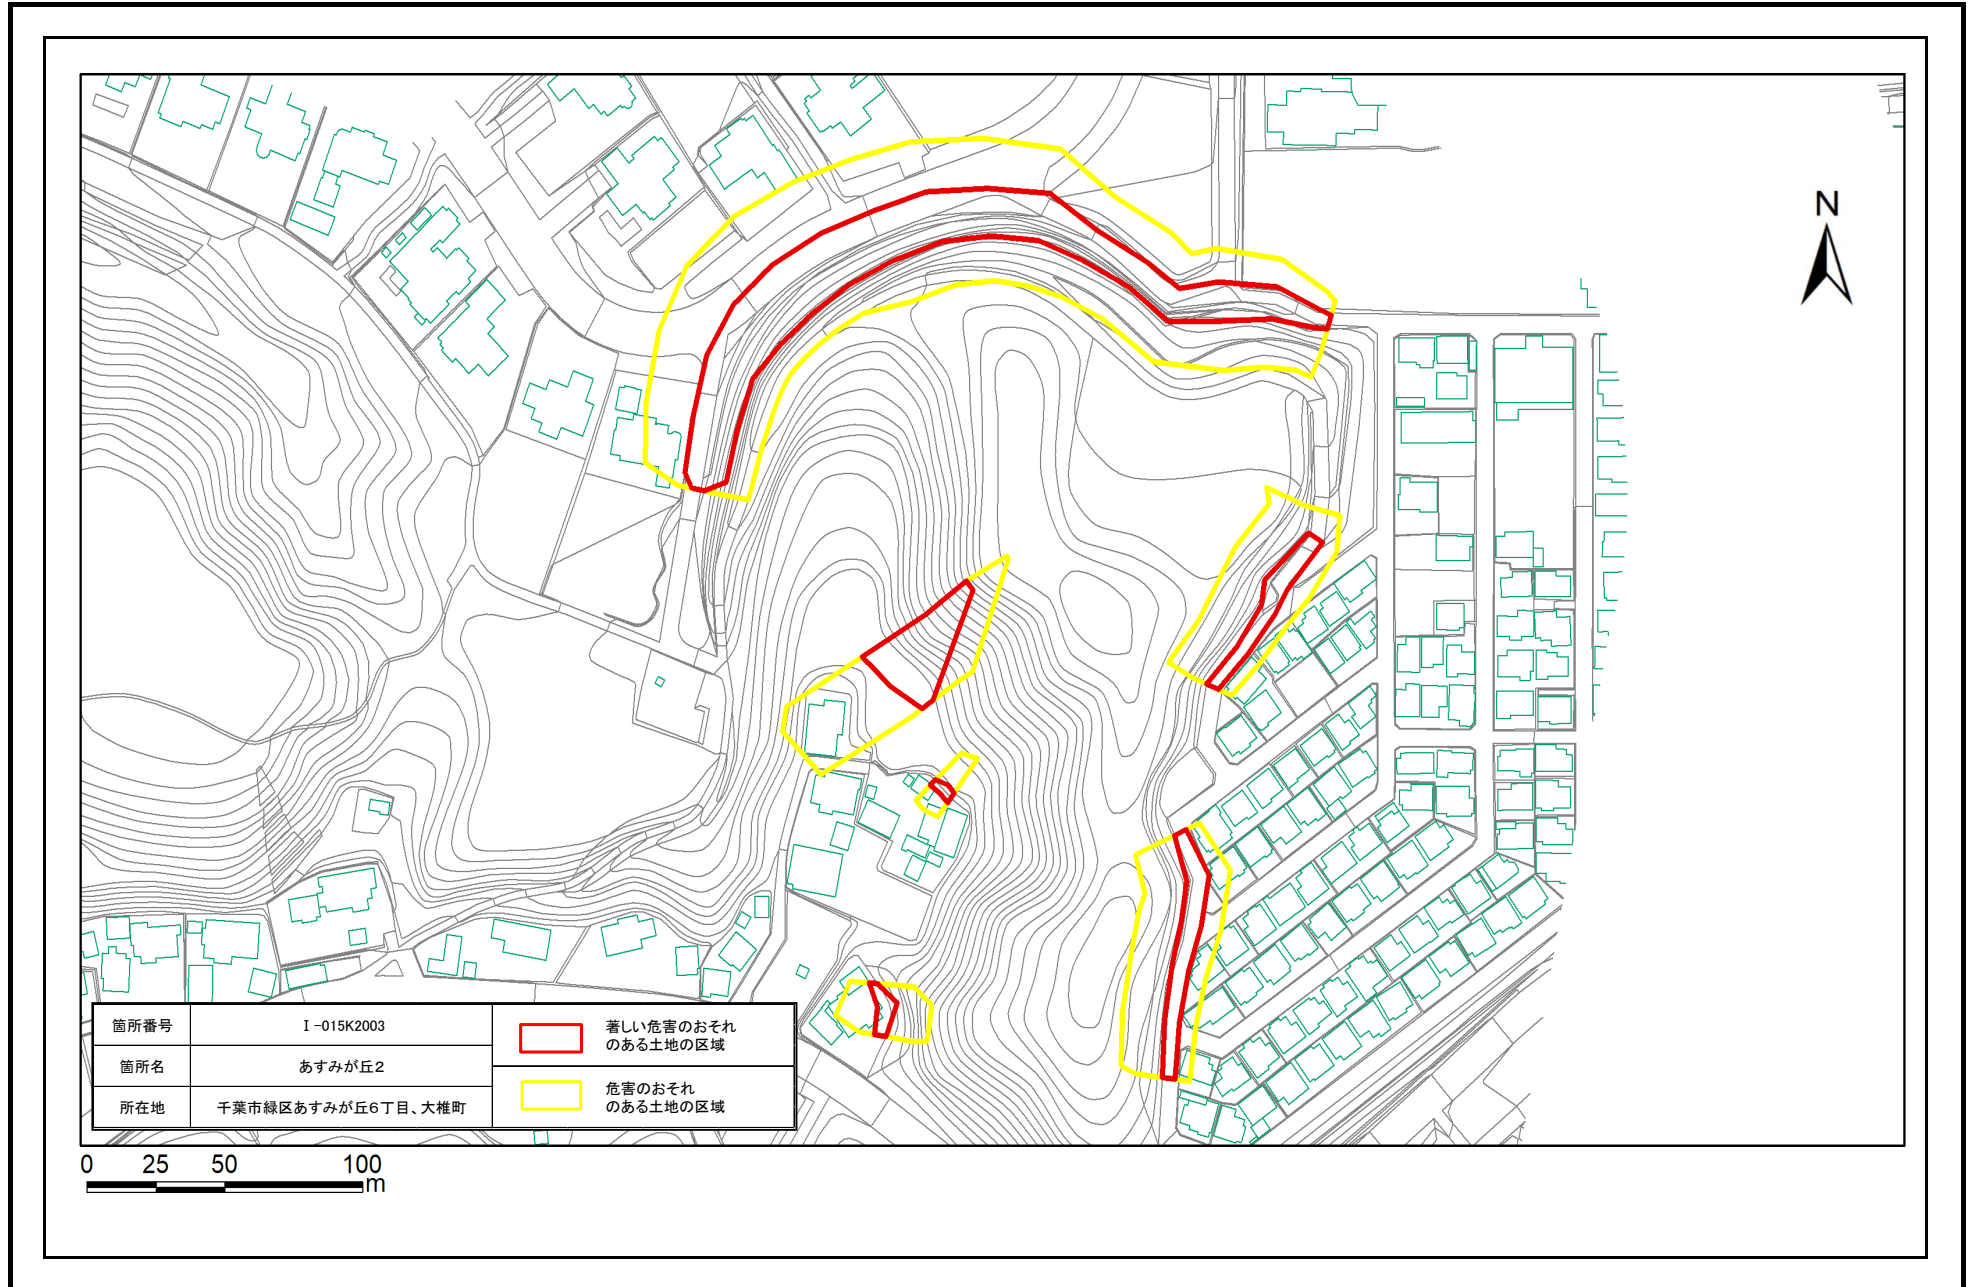 N
箇所番号
Ⅰ-015K2003
箇所名
あすみが丘2
所在地
千葉市緑区あすみが丘6丁目、大椎町
著しい危害のおそれ
のある土地の区域
危害のおそれ
のある土地の区域
0 25 50 100
m